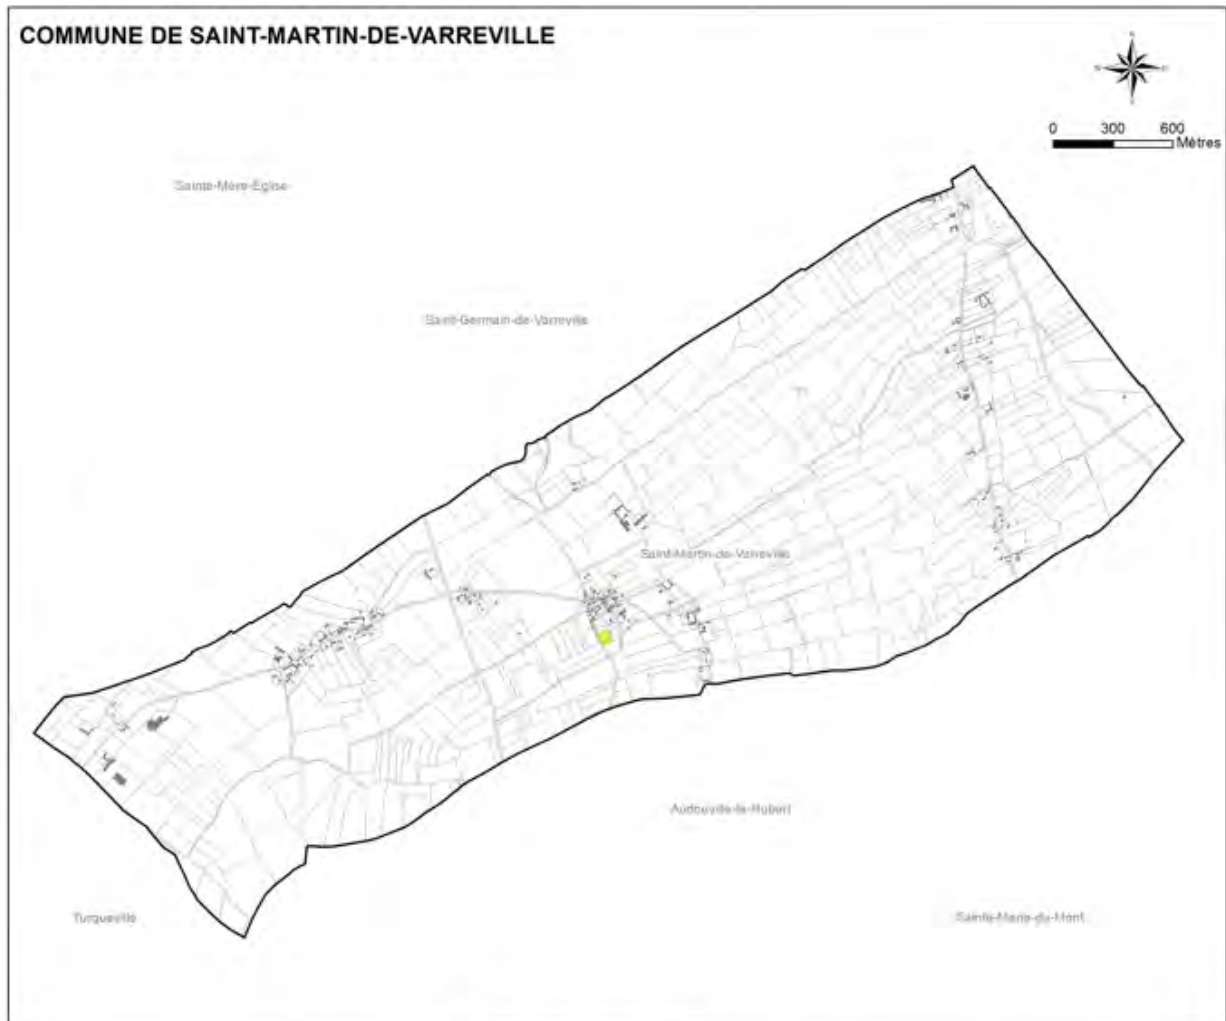 COMMUNE DE SAINT-MARTIN-DE-VARREVILLE
N
0 300 600
Mètres
Sainte-Mère-Église
Saint-Germain-de-Varreville
Saint-Martin-de-Varreville
Audouville-la-Hubert
Turqueville
Sainte-Marie-du-Mont